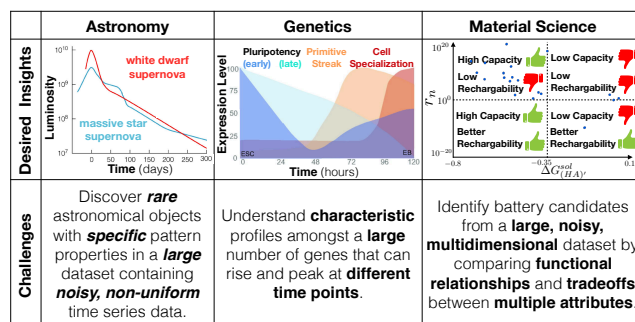 Astronomy
Genetics
Material Science
Desired Insights
Luminosity
10¹⁰
10⁹
10⁷
white dwarf
supernova
massive star
supernova
0
100
200
300
Time (days)
Expression Level
Pluripotency
(early) (late)
Primitive
Streak
Cell
Specialization
ESC
EB
0
24
48
72
96
120
Time (hours)
r_n
10²⁰
10⁰
10⁻²⁰
High Capacity
Low
Rechargability
Low Capacity
Low
Rechargability
High Capacity
Better
Rechargability
Low Capacity
Better
Rechargability
-0.8
-0.35
0.1
ΔG^{sol}_{(HA)'}
Challenges
Discover rare
astronomical objects
with specific pattern
properties in a large
dataset containing
noisy, non-uniform
time series data.
Understand characteristic
profiles amongst a large
number of genes that can
rise and peak at different
time points.
Identify battery candidates
from a large, noisy,
multidimensional dataset by
comparing functional
relationships and tradeoffs
between multiple attributes.